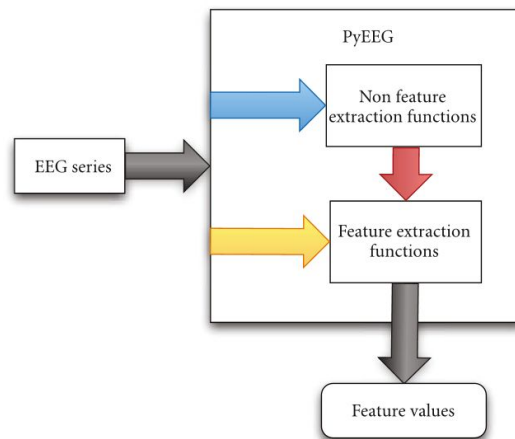 PyEEG
Non feature
extraction functions
EEG series
Feature extraction
functions
Feature values